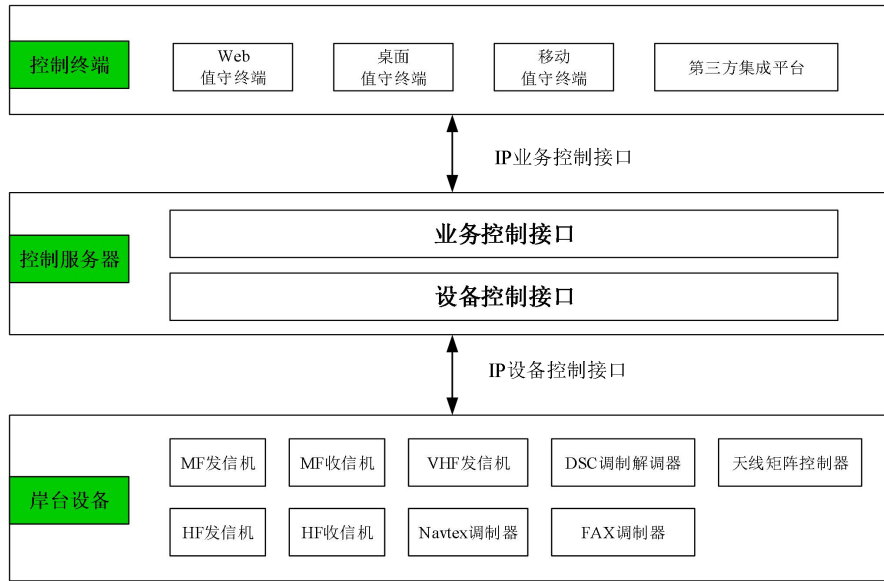 控制终端
Web
值守终端
桌面
值守终端
移动
值守终端
第三方集成平台
IP业务控制接口
控制服务器
业务控制接口
设备控制接口
IP设备控制接口
岸台设备
MF发信机
MF收信机
VHF发信机
DSC调制解调器
天线矩阵控制器
HF发信机
HF收信机
Navtex调制器
FAX调制器